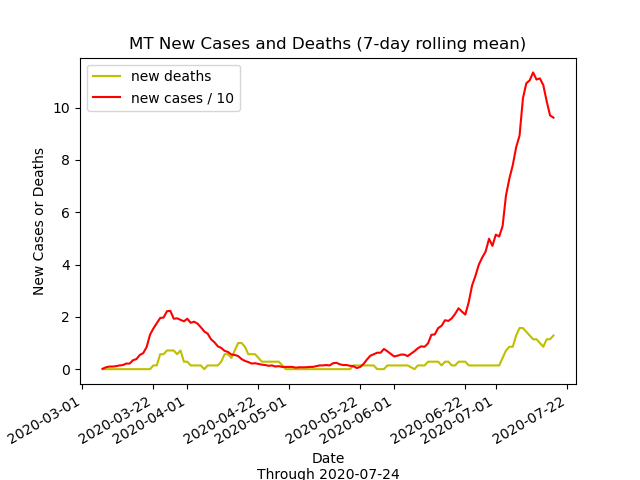 MT New Cases and Deaths (7-day rolling mean)
new deaths
new cases / 10
New Cases or Deaths
10
8
6
4
2
0
2020-03-01
2020-03-22
2020-04-01
2020-04-22
2020-05-01
2020-05-22
2020-06-01
2020-06-22
2020-07-01
2020-07-22
Date
Through 2020-07-24